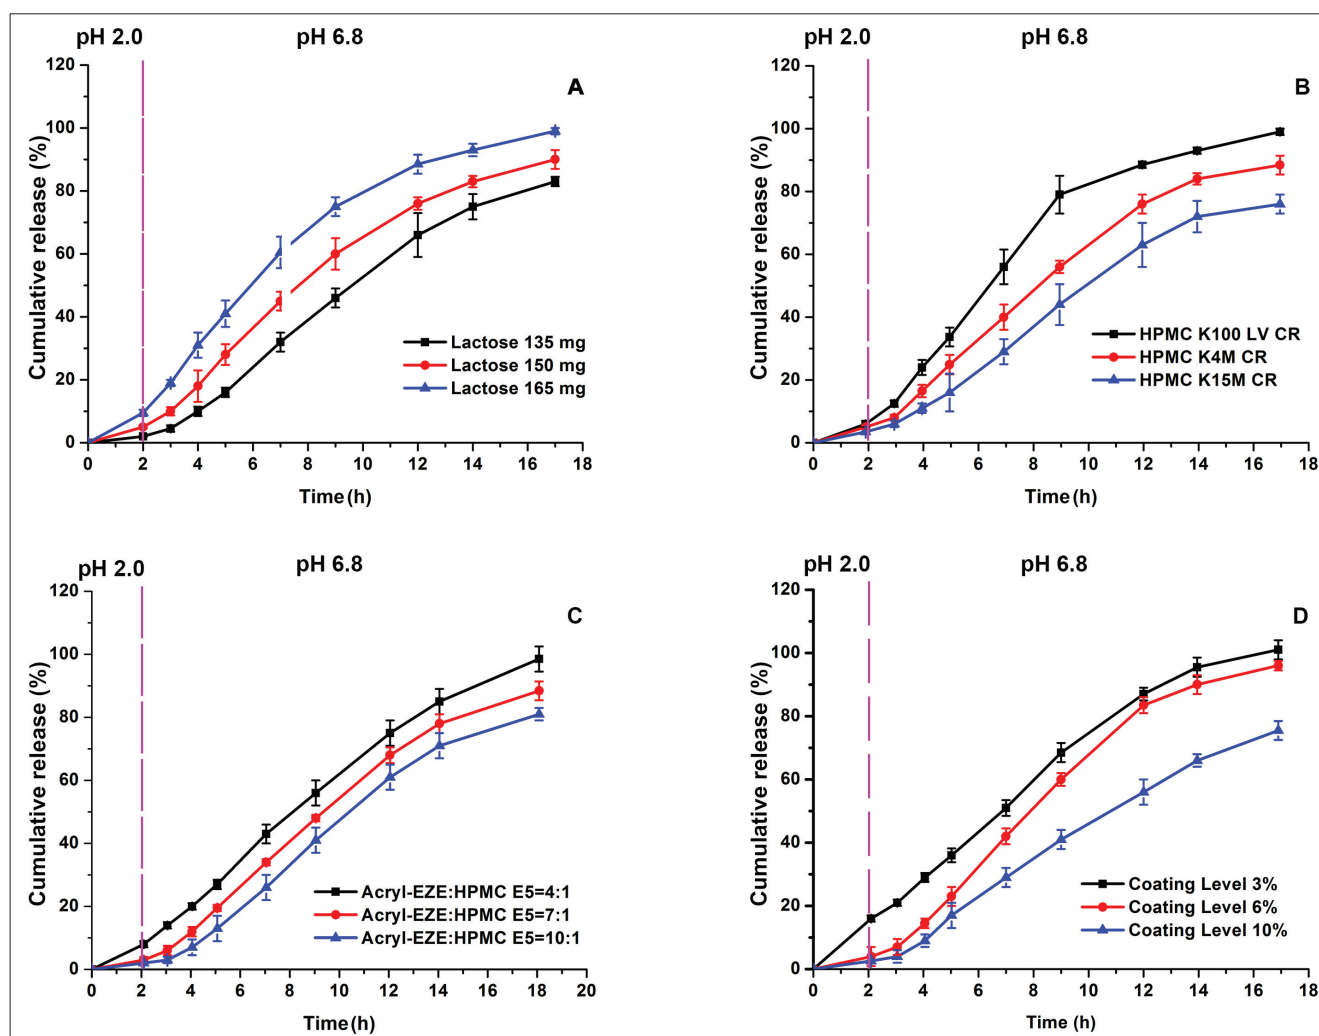 pH 2.0 pH 6.8
A
Cumulative release (%)
120
100
80
60
40
20
0
0 2 4 6 8 10 12 14 16 18
Time (h)
Lactose 135 mg
Lactose 150 mg
Lactose 165 mg
pH 2.0 pH 6.8
B
Cumulative release (%)
120
100
80
60
40
20
0
0 2 4 6 8 10 12 14 16 18
Time (h)
HPMC K100 LV CR
HPMC K4M CR
HPMC K15M CR
pH 2.0 pH 6.8
C
Cumulative release (%)
120
100
80
60
40
20
0
0 2 4 6 8 10 12 14 16 18 20
Time (h)
Acryl-EZE:HPMC E5=4:1
Acryl-EZE:HPMC E5=7:1
Acryl-EZE:HPMC E5=10:1
pH 2.0 pH 6.8
D
Cumulative release (%)
120
100
80
60
40
20
0
0 2 4 6 8 10 12 14 16 18
Time (h)
Coating Level 3%
Coating Level 6%
Coating Level 10%